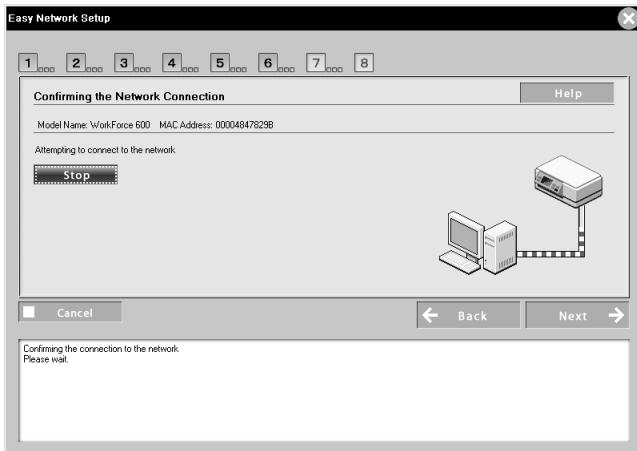 Easy Network Setup
1 2 3 4 5 6 7 8
Confirming the Network Connection
Help
Model Name: WorkForce 600 MAC Address: 00004847829B
Attempting to connect to the network
Stop
Cancel
Back
Next
Confirming the connection to the network
Please wait.